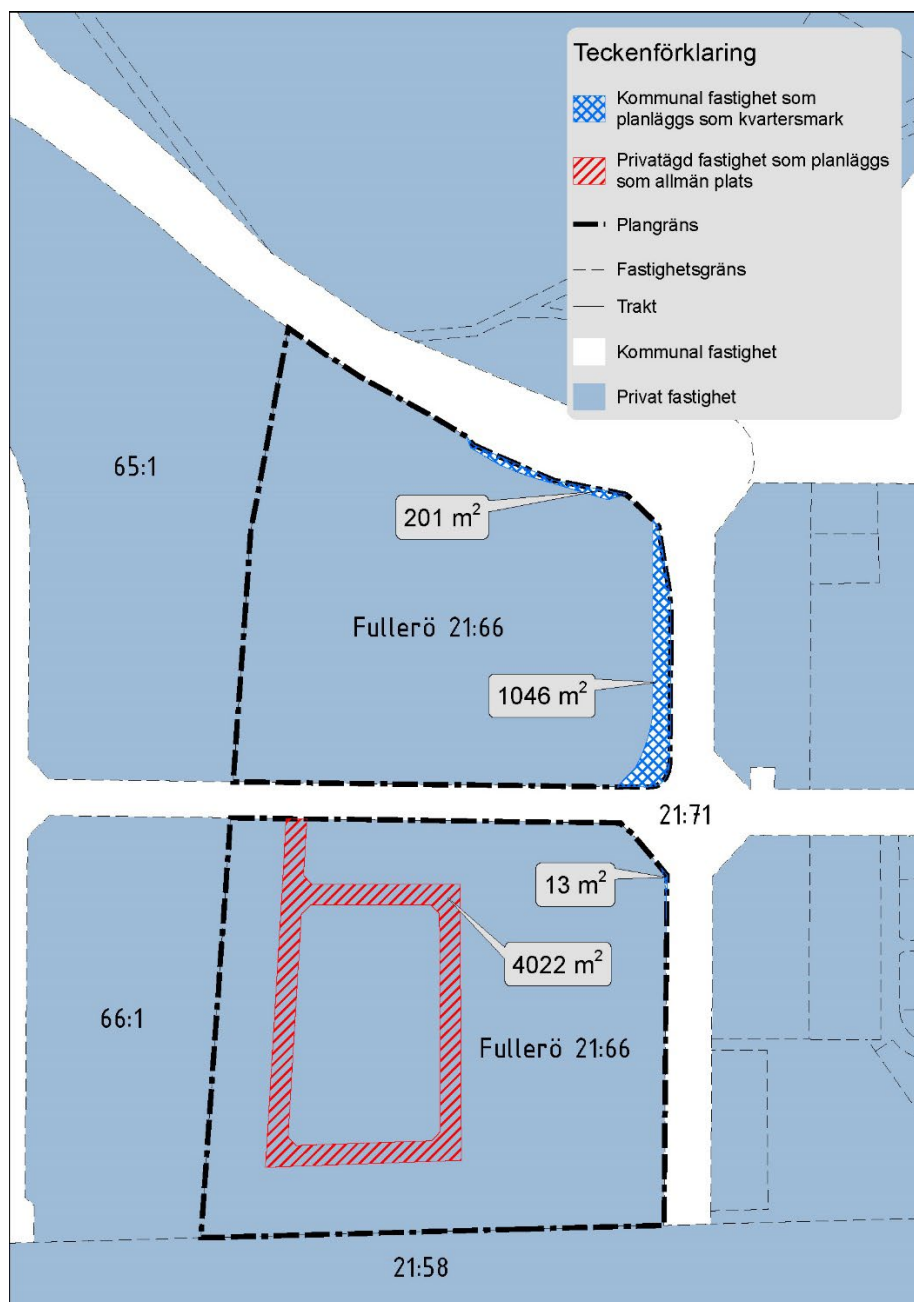 Teckenförklaring
Kommunal fastighet som
planläggs som kvartersmark
Privatägd fastighet som planläggs
som allmän plats
Plangräns
Fastighetsgräns
Trakt
Kommunal fastighet
Privat fastighet
65:1
201 m²
Fullerö 21:66
1046 m²
21:71
13 m²
4022 m²
66:1
Fullerö 21:66
21:58